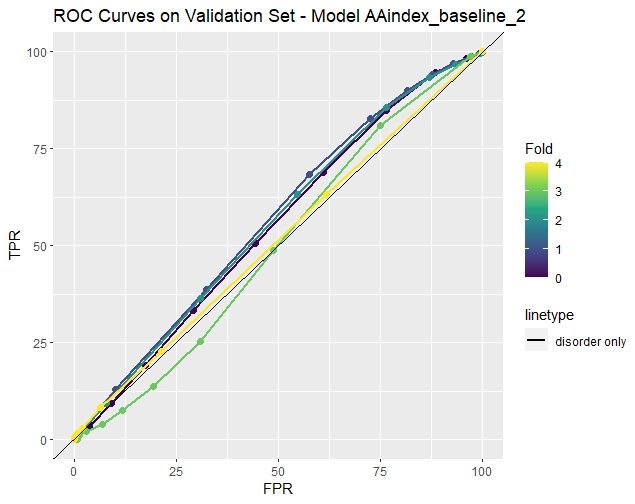 ROC Curves on Validation Set - Model AAindex_baseline_2
TPR
100
75
50
25
0
0
25
50
75
100
FPR
Fold
4
3
2
1
0
linetype
disorder only